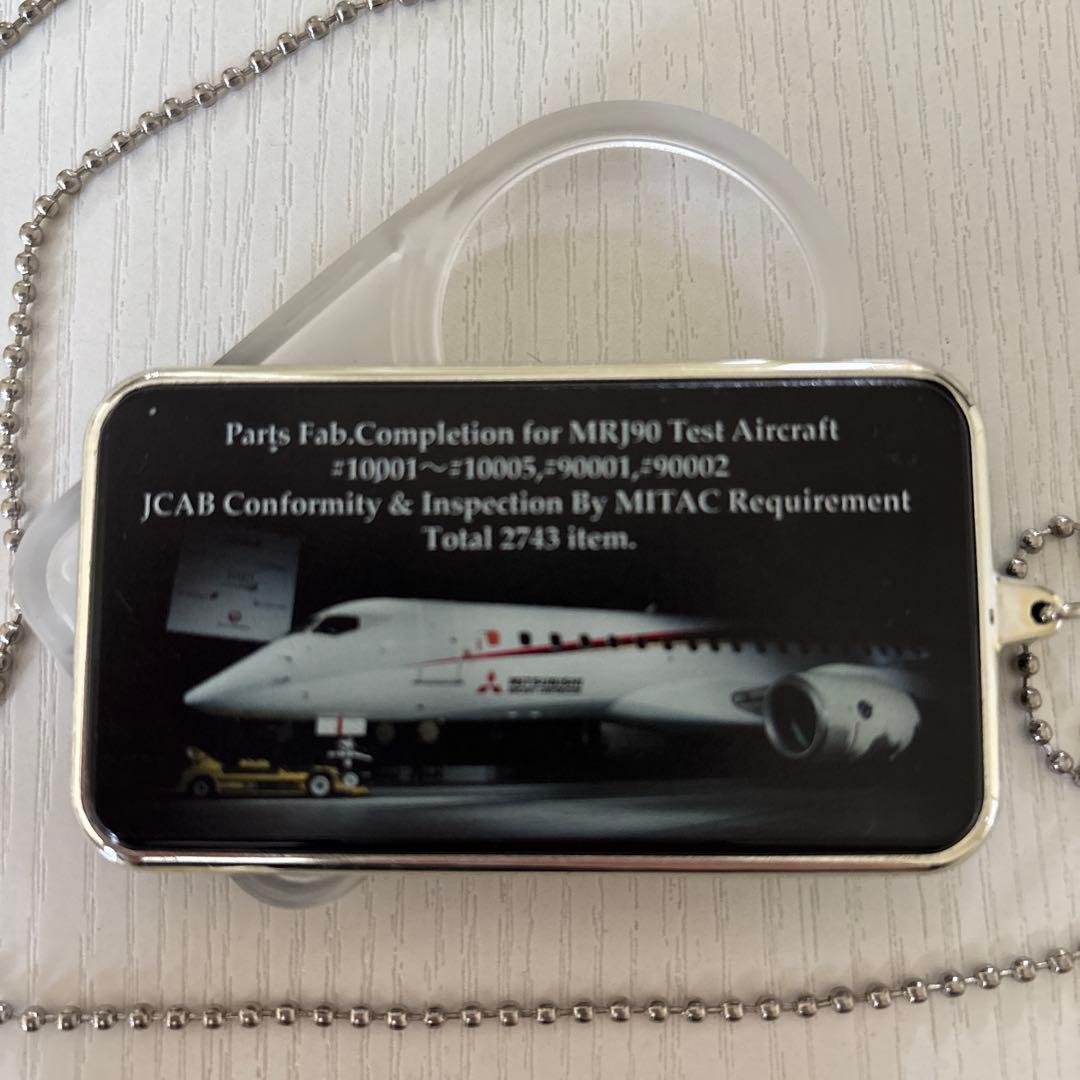 Parts Fab.Completion for MRJ90 Test Aircraft
#10001～#10005,#90001,#90002
JCAB Conformity & Inspection By MITAC Requirement
Total 2743 item.
MITSUBISHI